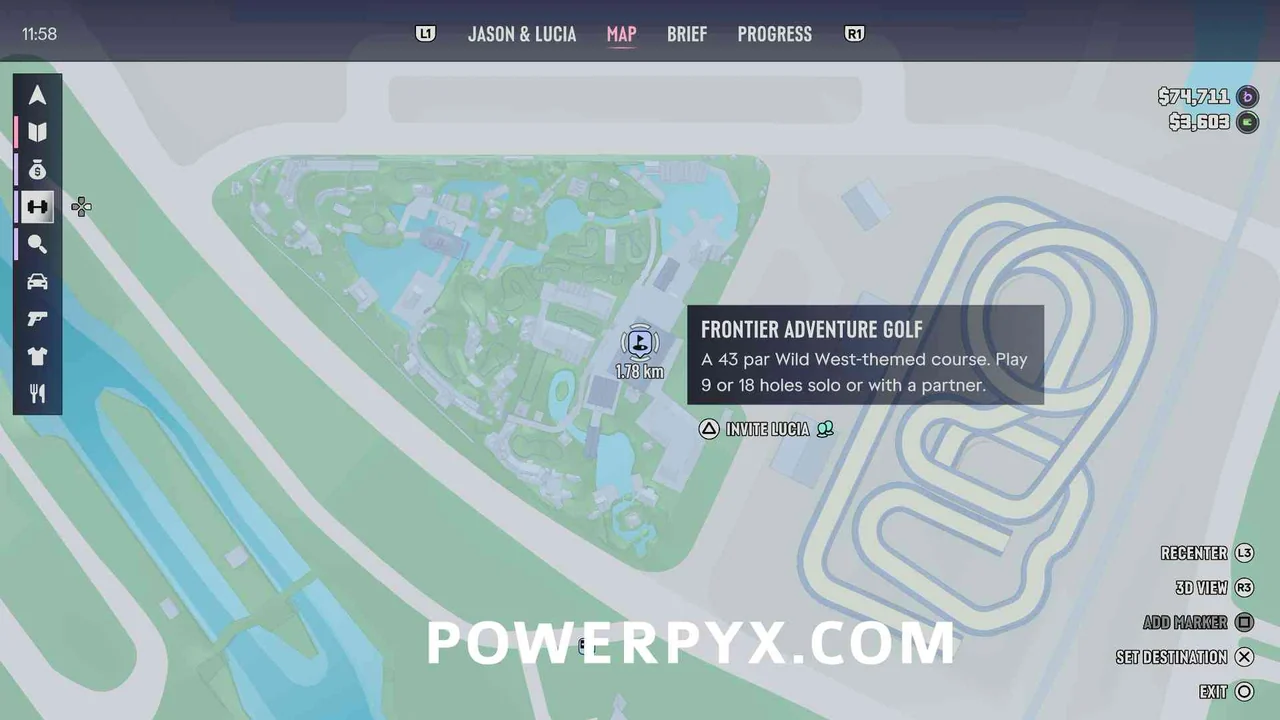 11:58
L1 JASON & LUCIA MAP BRIEF PROGRESS R1
$74,711
$3,603
1.78 km
FRONTIER ADVENTURE GOLF
A 43 par Wild West-themed course. Play
9 or 18 holes solo or with a partner.
INVITE LUCIA
RECENTER L3
3D VIEW R3
ADD MARKER
SET DESTINATION
EXIT
POWERPYX.COM